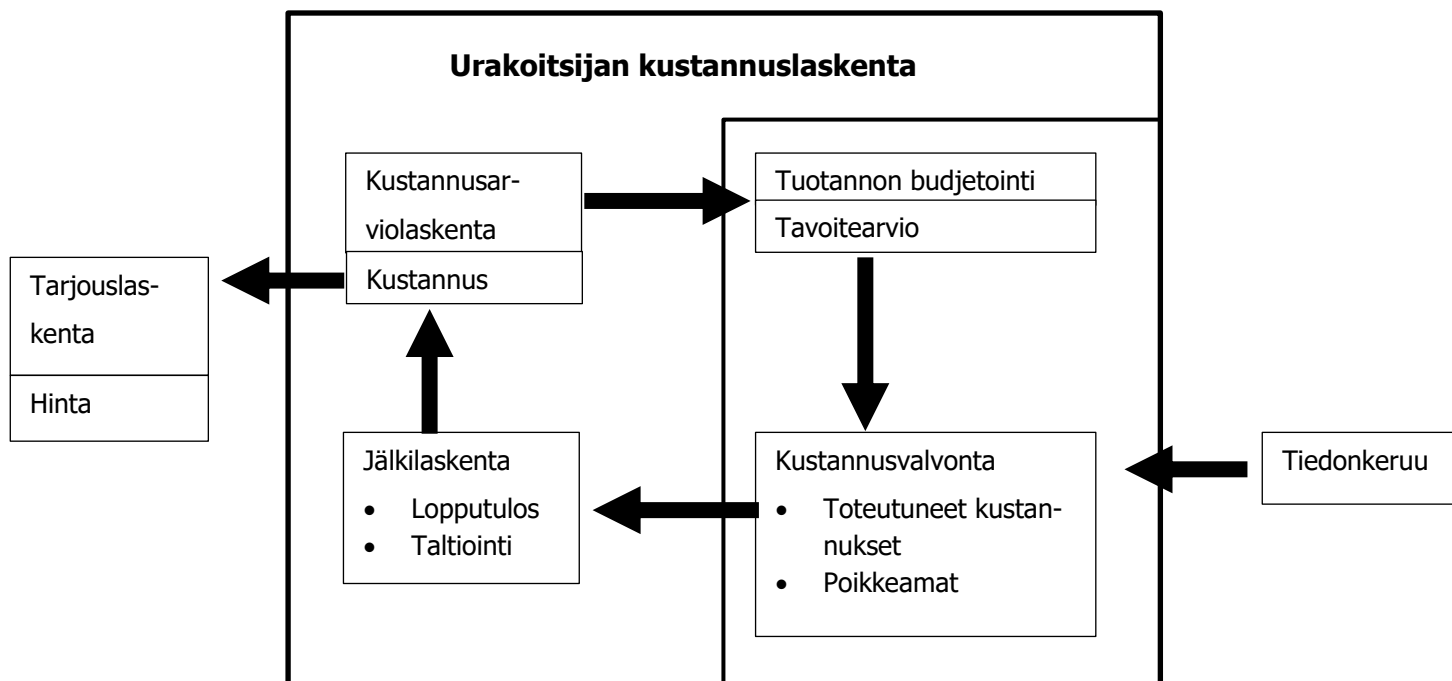 Urakoitsijan kustannuslaskenta
Kustannusar-
violaskenta
Kustannus
Tuotannon budjetointi
Tavoitearvio
Tarjouslas-
kenta
Hinta
Jälkilaskenta
• Lopputulos
• Taltiointi
Kustannusvalvonta
• Toteutuneet kustan-
nukset
• Poikkeamat
Tiedonkeruu